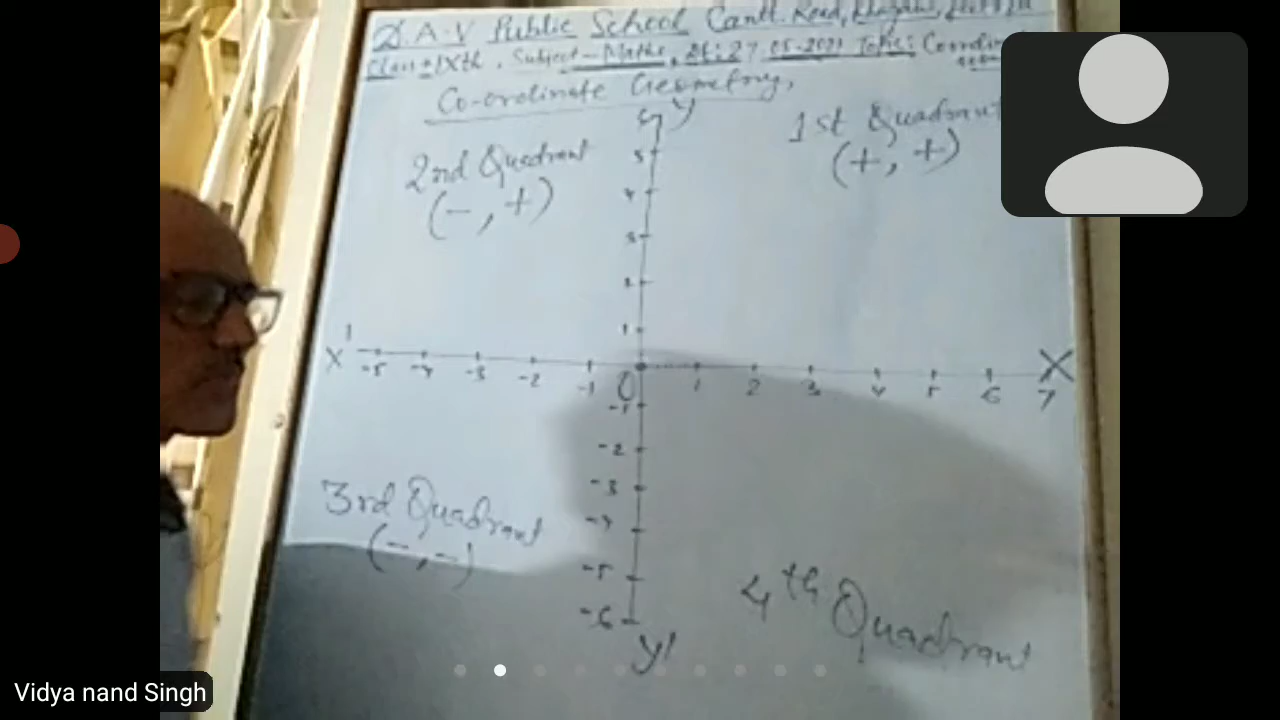 D.A.V Public School Cantt. Road,
Class - IXth, Subject - Maths, Dt: 27.05.2021 Topic: Coordinate
Co-ordinate Geometry,
Y
1st Quadrant
(+, +)
2nd Quadrant
(-, +)
5
4
3
2
1
X'
-5 -4 -3 -2 -1 O 1 2 3 4 5 6 7
X
-1
-2
-3
-4
-5
-6
Y'
3rd Quadrant
(-, -)
4th Quadrant
Vidya nand Singh